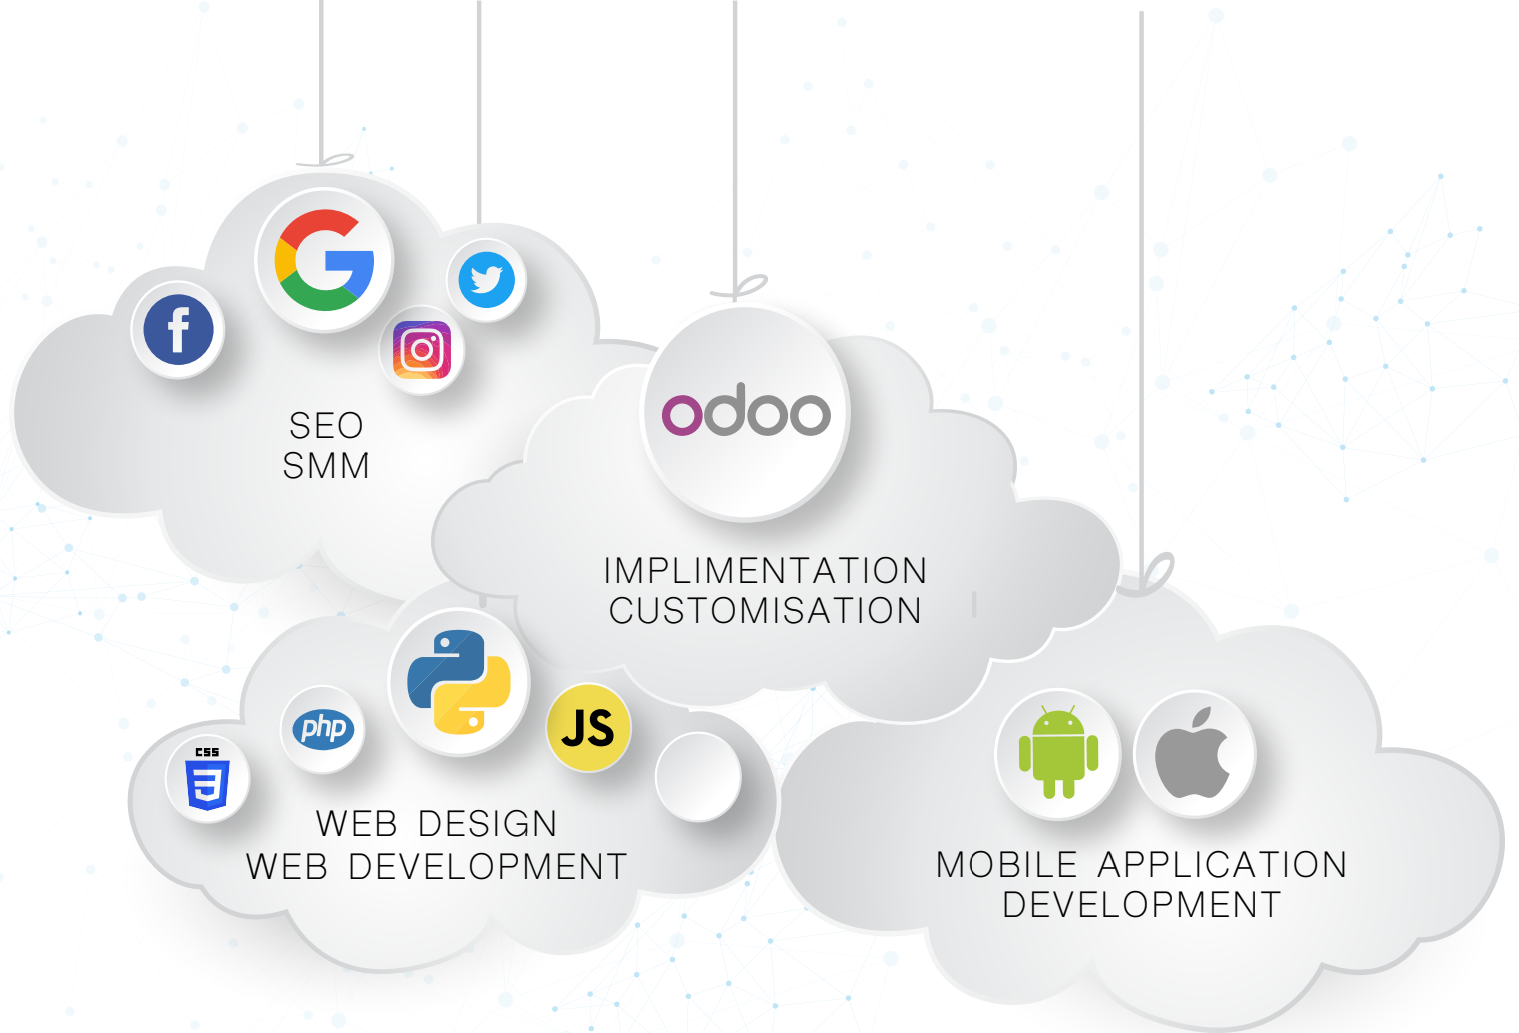 SEO
SMM
odoo
IMPLIMENTATION
CUSTOMISATION
CSS
php
JS
WEB DESIGN
WEB DEVELOPMENT
MOBILE APPLICATION
DEVELOPMENT